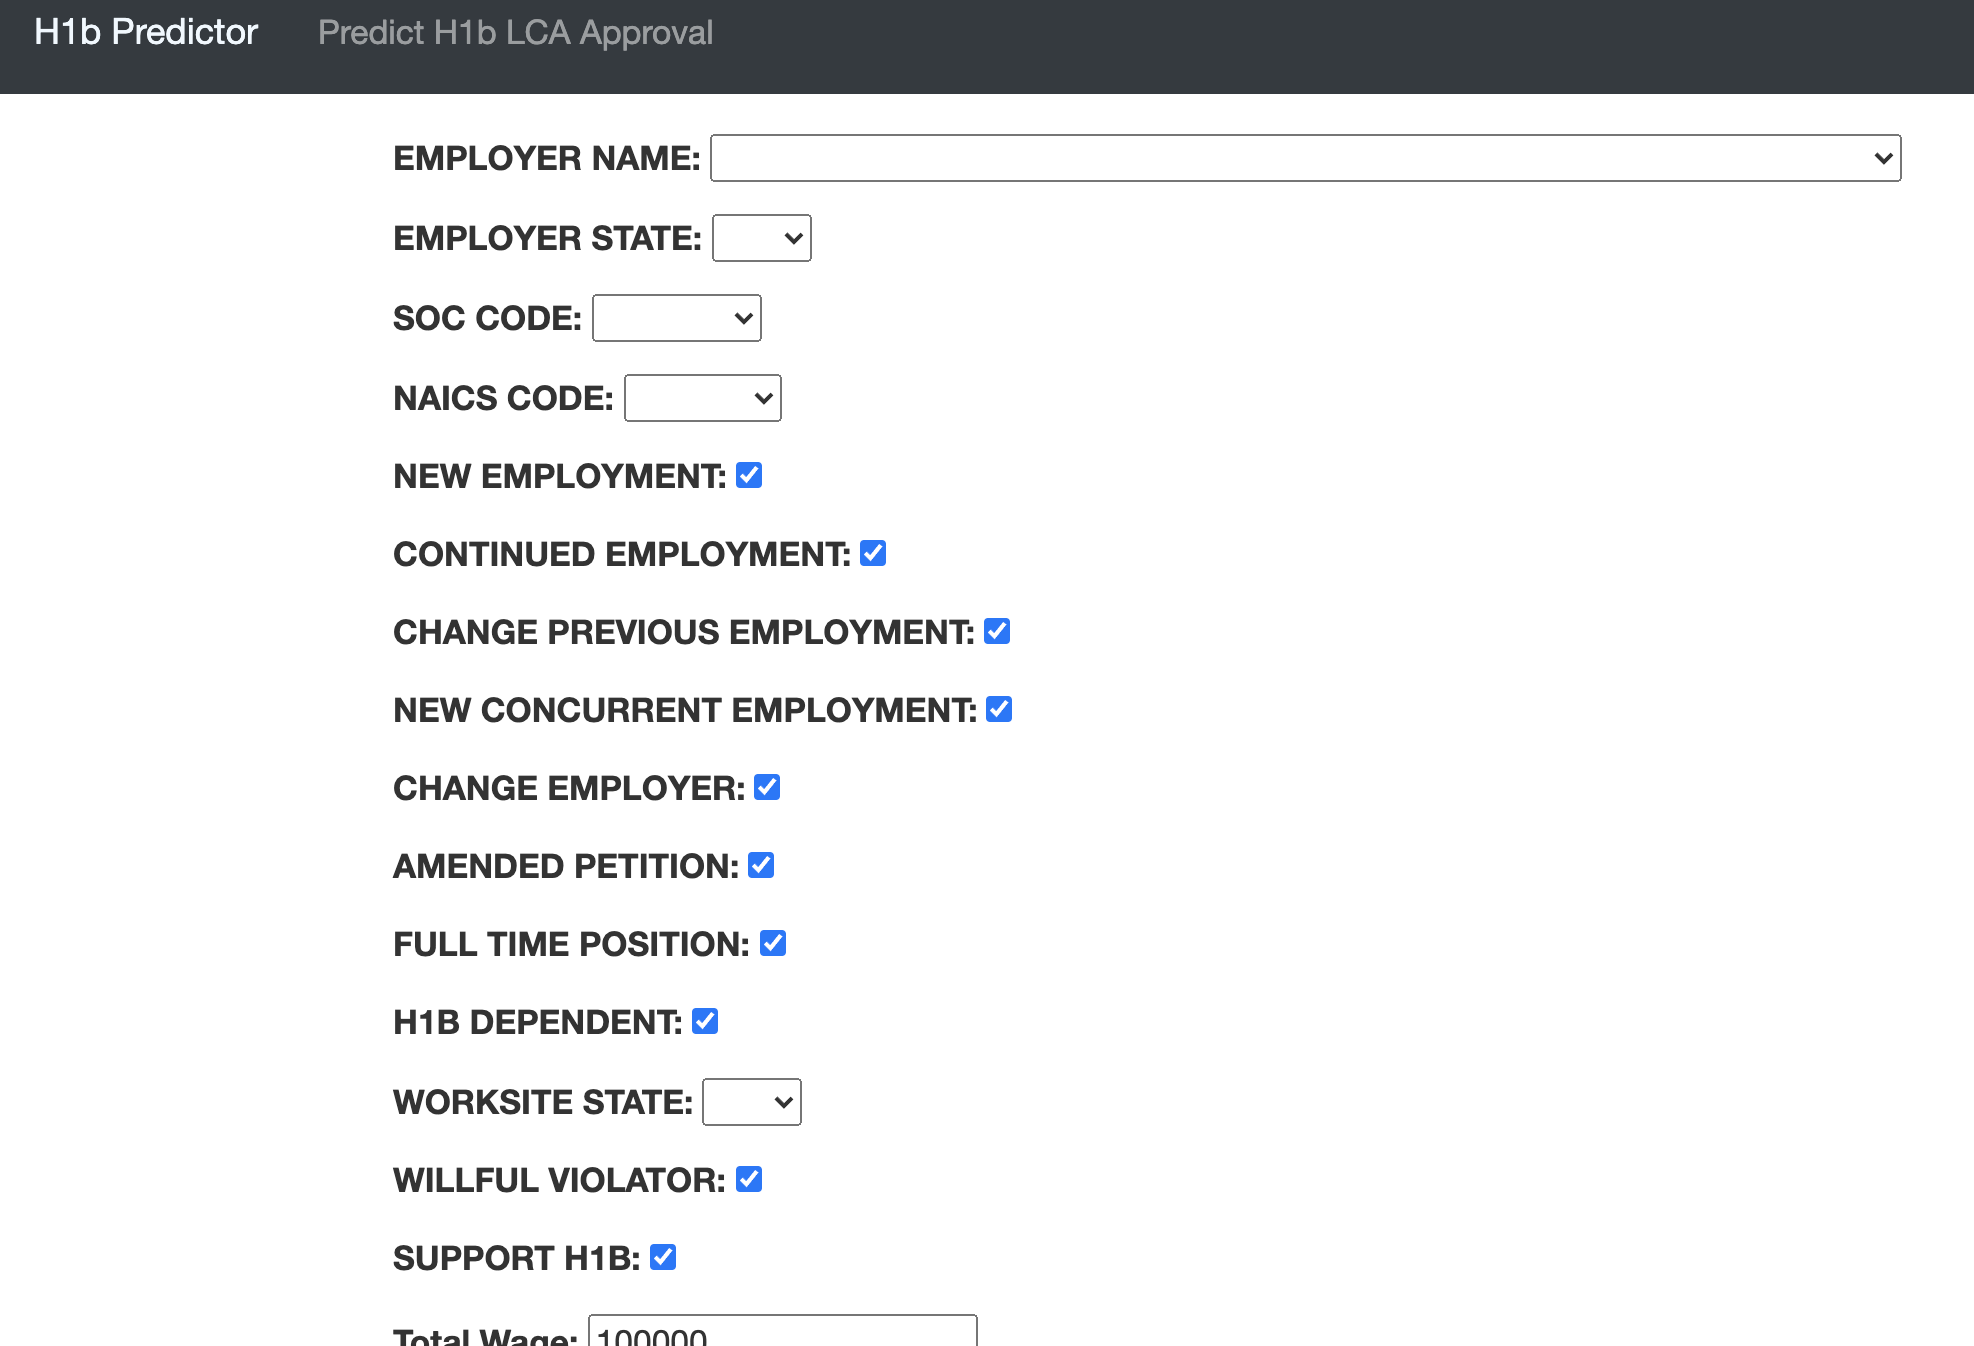 H1b Predictor Predict H1b LCA Approval
EMPLOYER NAME:
EMPLOYER STATE:
SOC CODE:
NAICS CODE:
NEW EMPLOYMENT:
CONTINUED EMPLOYMENT:
CHANGE PREVIOUS EMPLOYMENT:
NEW CONCURRENT EMPLOYMENT:
CHANGE EMPLOYER:
AMENDED PETITION:
FULL TIME POSITION:
H1B DEPENDENT:
WORKSITE STATE:
WILLFUL VIOLATOR:
SUPPORT H1B:
Total Wage: 100000